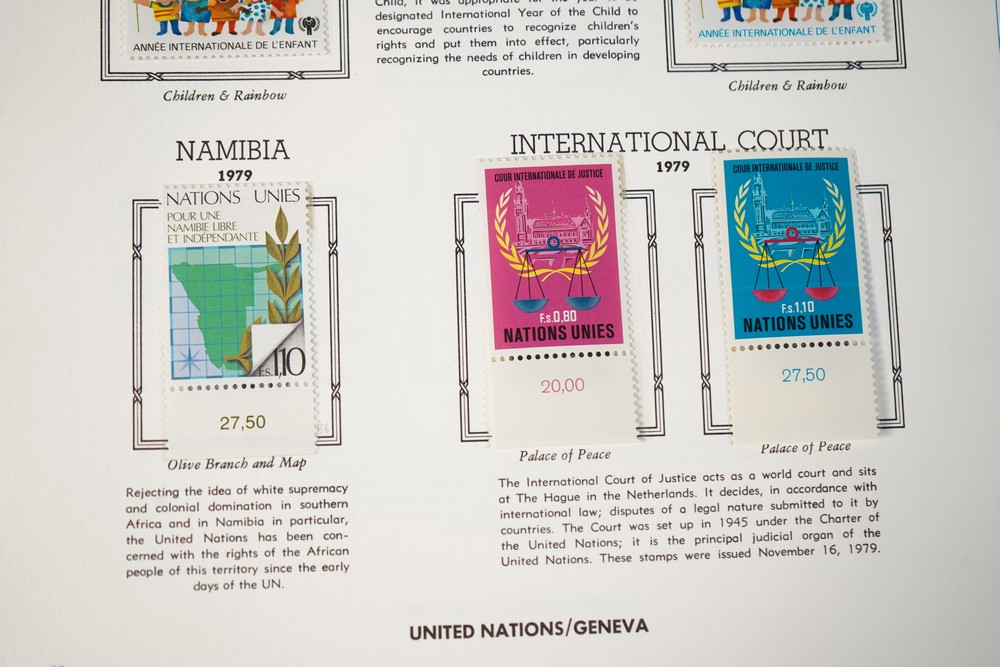 ANNÉE INTERNATIONALE DE L'ENFANT
Children & Rainbow
Child, it was appropriate for the year to be
designated International Year of the Child to
encourage countries to recognize children's
rights and put them into effect, particularly
recognizing the needs of children in developing
countries.
ANNÉE INTERNATIONALE DE L'ENFANT
Children & Rainbow
NAMIBIA
1979
NATIONS UNIES
POUR UNE
NAMIBIE LIBRE
ET INDÉPENDANTE
F.S. 1,10
27,50
Olive Branch and Map
Rejecting the idea of white supremacy
and colonial domination in southern
Africa and in Namibia in particular,
the United Nations has been con-
cerned with the rights of the African
people of this territory since the early
days of the UN.
INTERNATIONAL COURT
1979
COUR INTERNATIONALE DE JUSTICE
F.s.0,80
NATIONS UNIES
20,00
Palace of Peace
COUR INTERNATIONALE DE JUSTICE
F.s.1,10
NATIONS UNIES
27,50
Palace of Peace
The International Court of Justice acts as a world court and sits
at The Hague in the Netherlands. It decides, in accordance with
international law; disputes of a legal nature submitted to it by
countries. The Court was set up in 1945 under the Charter of
the United Nations; it is the principal judicial organ of the
United Nations. These stamps were issued November 16, 1979.
UNITED NATIONS/GENEVA